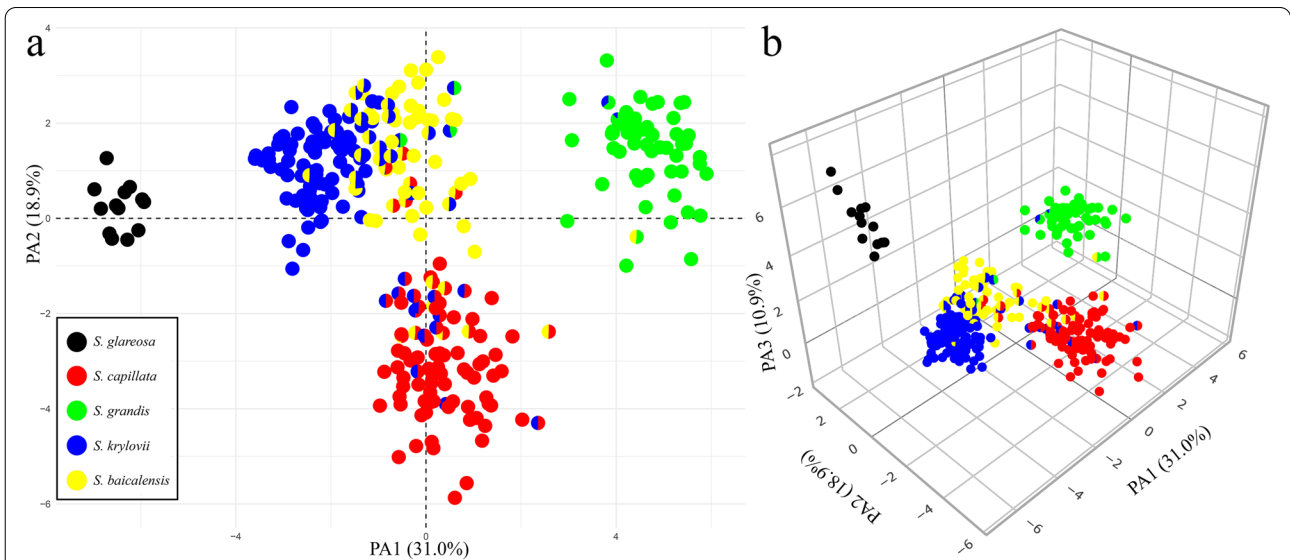 a
4
2
0
−2
−4
−6
−4
0
4
PA2 (18.9%)
PA1 (31.0%)
S. glareosa
S. capillata
S. grandis
S. krylovii
S. baicalensis
b
6
4
2
0
−2
PA3 (10.9%)
2
0
−2
−4
−6
PA2 (18.9%)
−6
−4
−2
0
2
4
6
PA1 (31.0%)